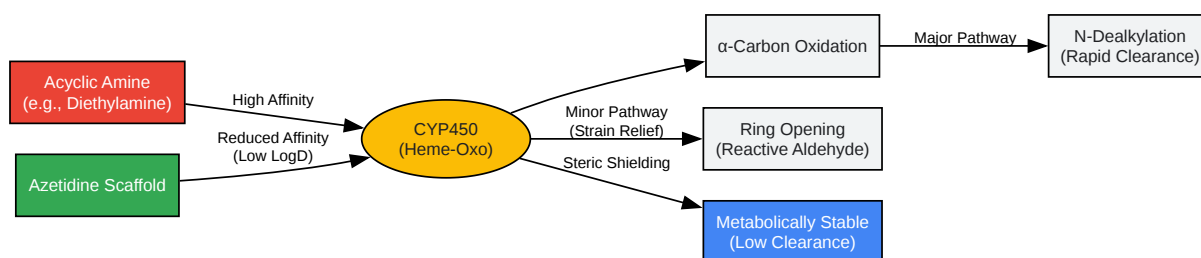 Acyclic Amine
(e.g., Diethylamine)
Azetidine Scaffold
High Affinity
Reduced Affinity
(Low LogD)
CYP450
(Heme-Oxo)
Minor Pathway
(Strain Relief)
Steric Shielding
α-Carbon Oxidation
Major Pathway
N-Dealkylation
(Rapid Clearance)
Ring Opening
(Reactive Aldehyde)
Metabolically Stable
(Low Clearance)